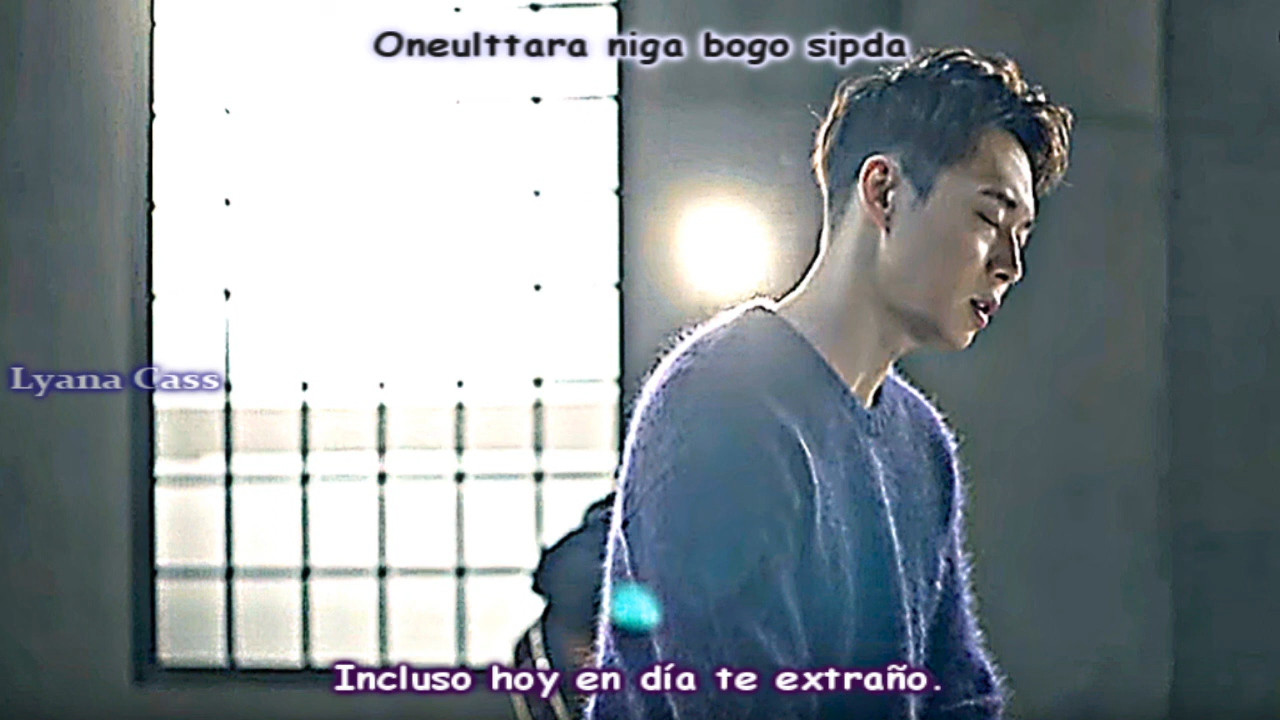 Oneulttara niga bogo sipda
Lyana Cass
Incluso hoy en día te extraño.